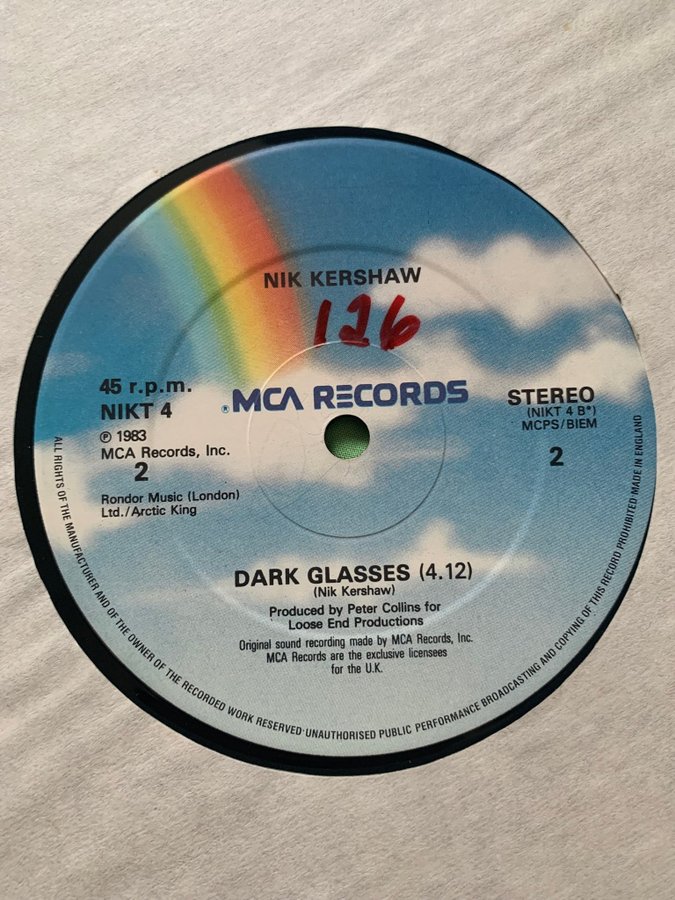 NIK KERSHAW
126
45 r.p.m.
NIKT 4
℗ 1983
MCA Records, Inc.
2
Rondor Music (London)
Ltd./Arctic King
® MCA RECORDS
STEREO
(NIKT 4 B*)
MCPS/BIEM
2
DARK GLASSES (4.12)
(Nik Kershaw)
Produced by Peter Collins for
Loose End Productions
Original sound recording made by MCA Records, Inc.
MCA Records are the exclusive licensees
for the U.K.
ALL RIGHTS OF THE MANUFACTURER AND OF THE OWNER OF THE RECORDED WORK RESERVED·UNAUTHORISED PUBLIC PERFORMANCE BROADCASTING AND COPYING OF THIS RECORD PROHIBITED·MADE IN ENGLAND